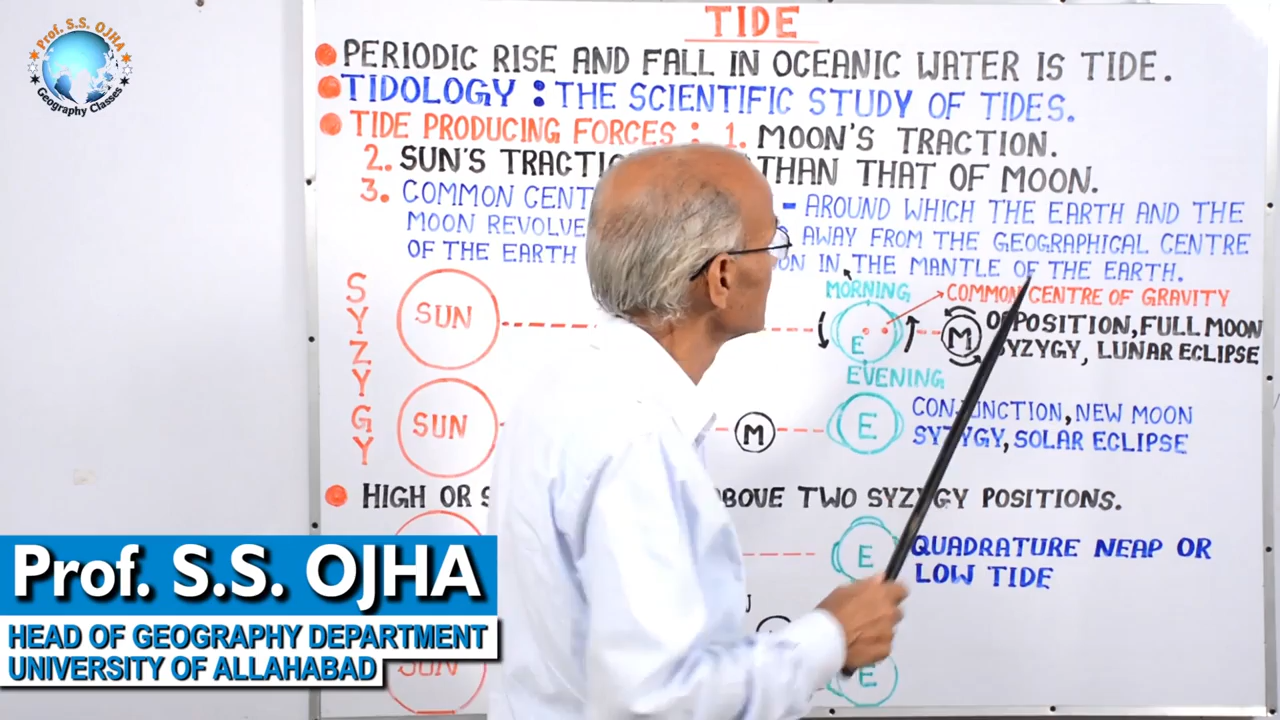 Prof. S.S. OJHA
Geography Classes
TIDE
PERIODIC RISE AND FALL IN OCEANIC WATER IS TIDE.
TIDOLOGY : THE SCIENTIFIC STUDY OF TIDES.
TIDE PRODUCING FORCES : 1. MOON'S TRACTION.
2. SUN'S THAN THAT OF MOON.
3. COMMON - AROUND WHICH THE EARTH AND THE
MOON AWAY FROM THE GEOGRAPHICAL CENTRE
OF THE EARTH IN THE MANTLE OF THE EARTH.
SYZYGY
SUN
MORNING
E
EVENING
COMMON CENTRE OF GRAVITY
M
OPPOSITION, FULL MOON
SYZYGY, LUNAR ECLIPSE
SUN
M
E
CONJUNCTION, NEW MOON
SYZYGY, SOLAR ECLIPSE
HIGH OR ABOVE TWO SYZYGY POSITIONS.
E
QUADRATURE NEAP OR
LOW TIDE
SUN
E
Prof. S.S. OJHA
HEAD OF GEOGRAPHY DEPARTMENT
UNIVERSITY OF ALLAHABAD